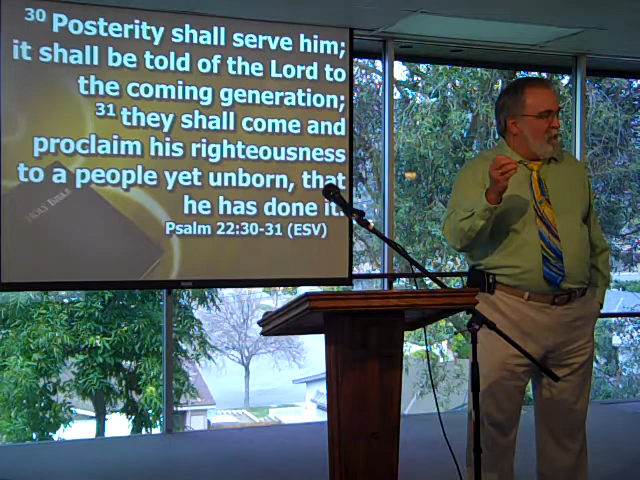 30 Posterity shall serve him;
it shall be told of the Lord to
the coming generation;
31 they shall come and
proclaim his righteousness
to a people yet unborn, that
he has done it.
Psalm 22:30-31 (ESV)
HOLY BIBLE